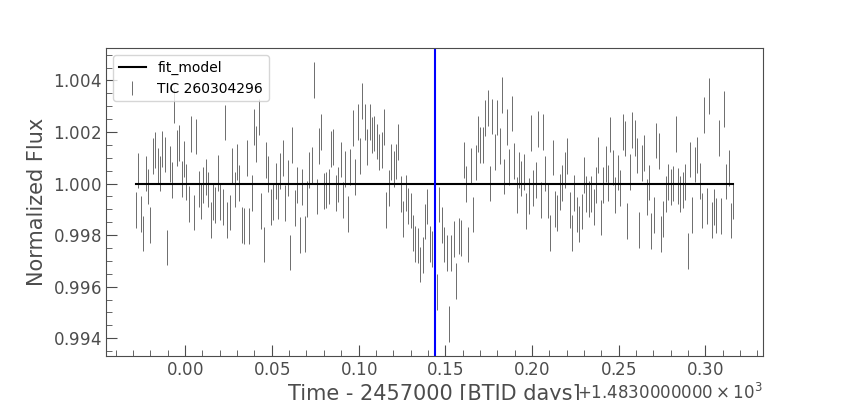 fit_model
TIC 260304296
1.004
1.002
1.000
0.998
0.996
0.994
Normalized Flux
0.00 0.05 0.10 0.15 0.20 0.25 0.30
Time - 2457000 [BTJD days]
+1.4830000000 × 10³